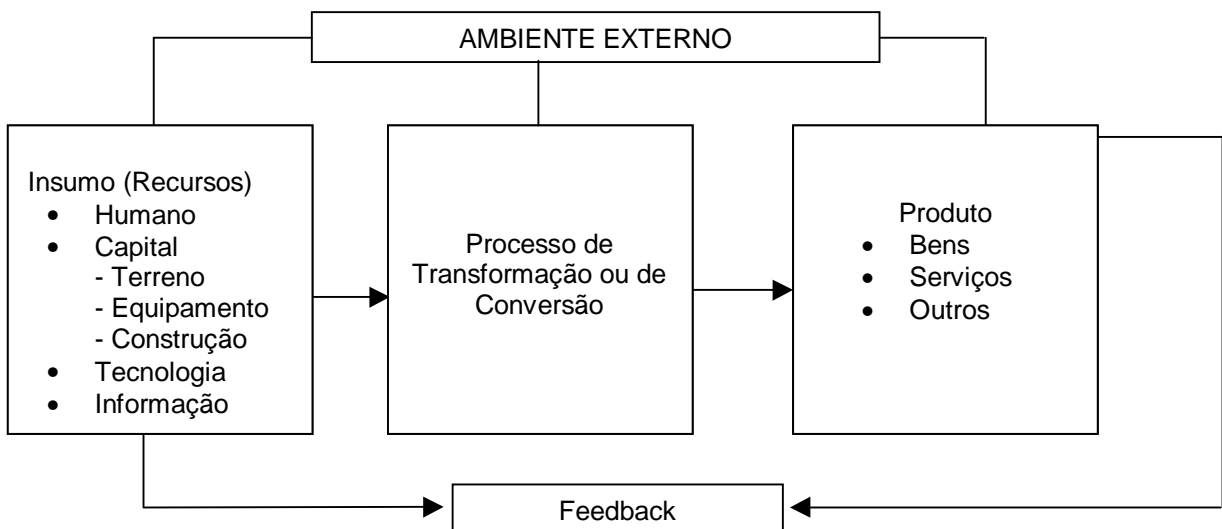 AMBIENTE EXTERNO
Insumo (Recursos)
• Humano
• Capital
- Terreno
- Equipamento
- Construção
• Tecnologia
• Informação
Processo de
Transformação ou de
Conversão
Produto
• Bens
• Serviços
• Outros
Feedback